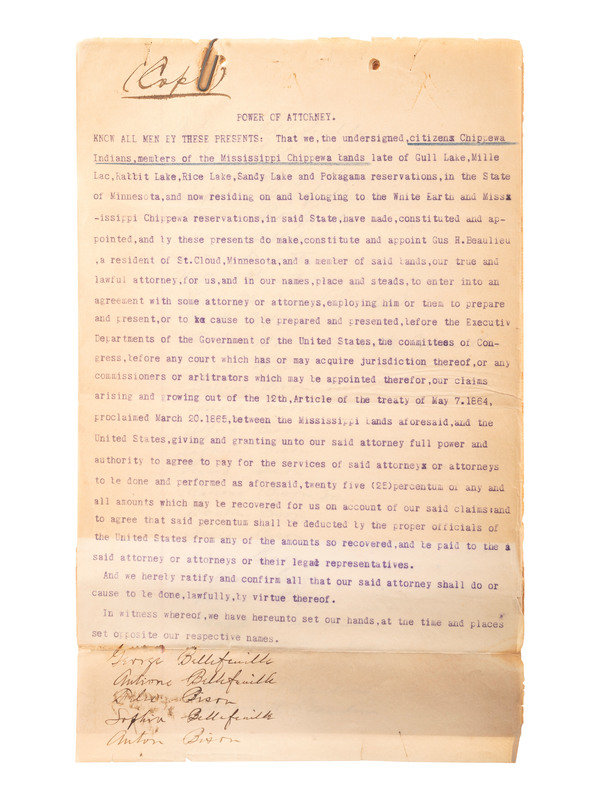 (Copy)
POWER OF ATTORNEY.
KNOW ALL MEN BY THESE PRESENTS: That we, the undersigned, citizens Chippewa
Indians, members of the Mississippi Chippewa bands late of Gull Lake, Mille
Lac, Rabbit Lake, Rice Lake, Sandy Lake and Pokagama reservations, in the State
of Minnesota, and now residing on and belonging to the White Earth and Miss
-issippi Chippewa reservations, in said State, have made, constituted and ap-
pointed, and by these presents do make, constitute and appoint Gus H. Beaulieu
, a resident of St. Cloud, Minnesota, and a member of said bands, our true and
lawful attorney, for us, and in our names, place and steads, to enter into an
agreement with some attorney or attorneys, employing him or them to prepare
and present, or to cause to be prepared and presented, before the Executiv
Departments of the Government of the United States, the committees of Con-
gress, before any court which has or may acquire jurisdiction thereof, or any
commissioners or arbitrators which may be appointed therefor, our claims
arising and growing out of the 12th, Article of the treaty of May 7. 1864,
proclaimed March 20. 1865, between the Mississippi bands aforesaid, and the
United States, giving and granting unto our said attorney full power and
authority to agree to pay for the services of said attorney or attorneys
to be done and performed as aforesaid, twenty five (25) percentum of any and
all amounts which may be recovered for us on account of our said claims: and
to agree that said percentum shall be deducted by the proper officials of
the United States from any of the amounts so recovered, and be paid to the
said attorney or attorneys or their legal representatives.
And we hereby ratify and confirm all that our said attorney shall do or
cause to be done, lawfully, by virtue thereof.
In witness whereof, we have hereunto set our hands, at the time and places
set opposite our respective names.
George Bellefeuille
Antione Bellefeuille
Bison
Sophia Bellefeuille
Anton Bison